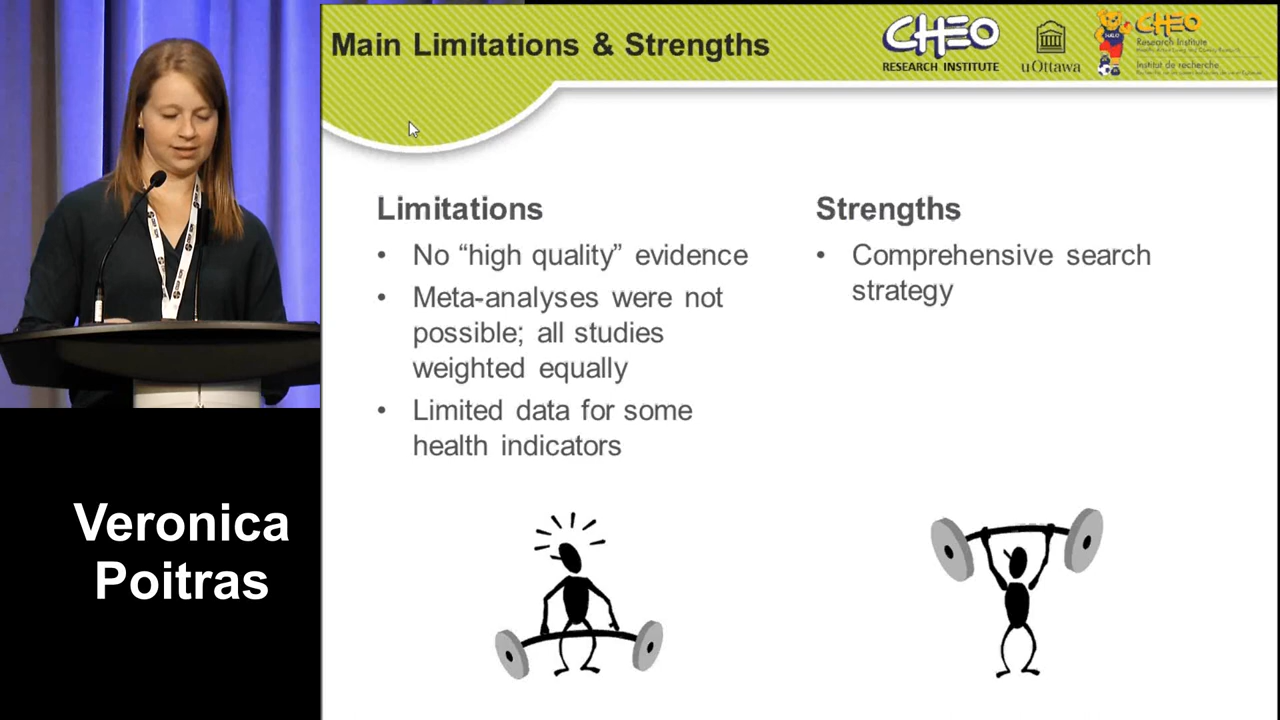 Main Limitations & Strengths
CHEO
RESEARCH INSTITUTE
uOttawa
CHEO
Research Institute
Institut de recherche
Limitations
• No “high quality” evidence
• Meta-analyses were not
possible; all studies
weighted equally
• Limited data for some
health indicators
Strengths
• Comprehensive search
strategy
Veronica
Poitras